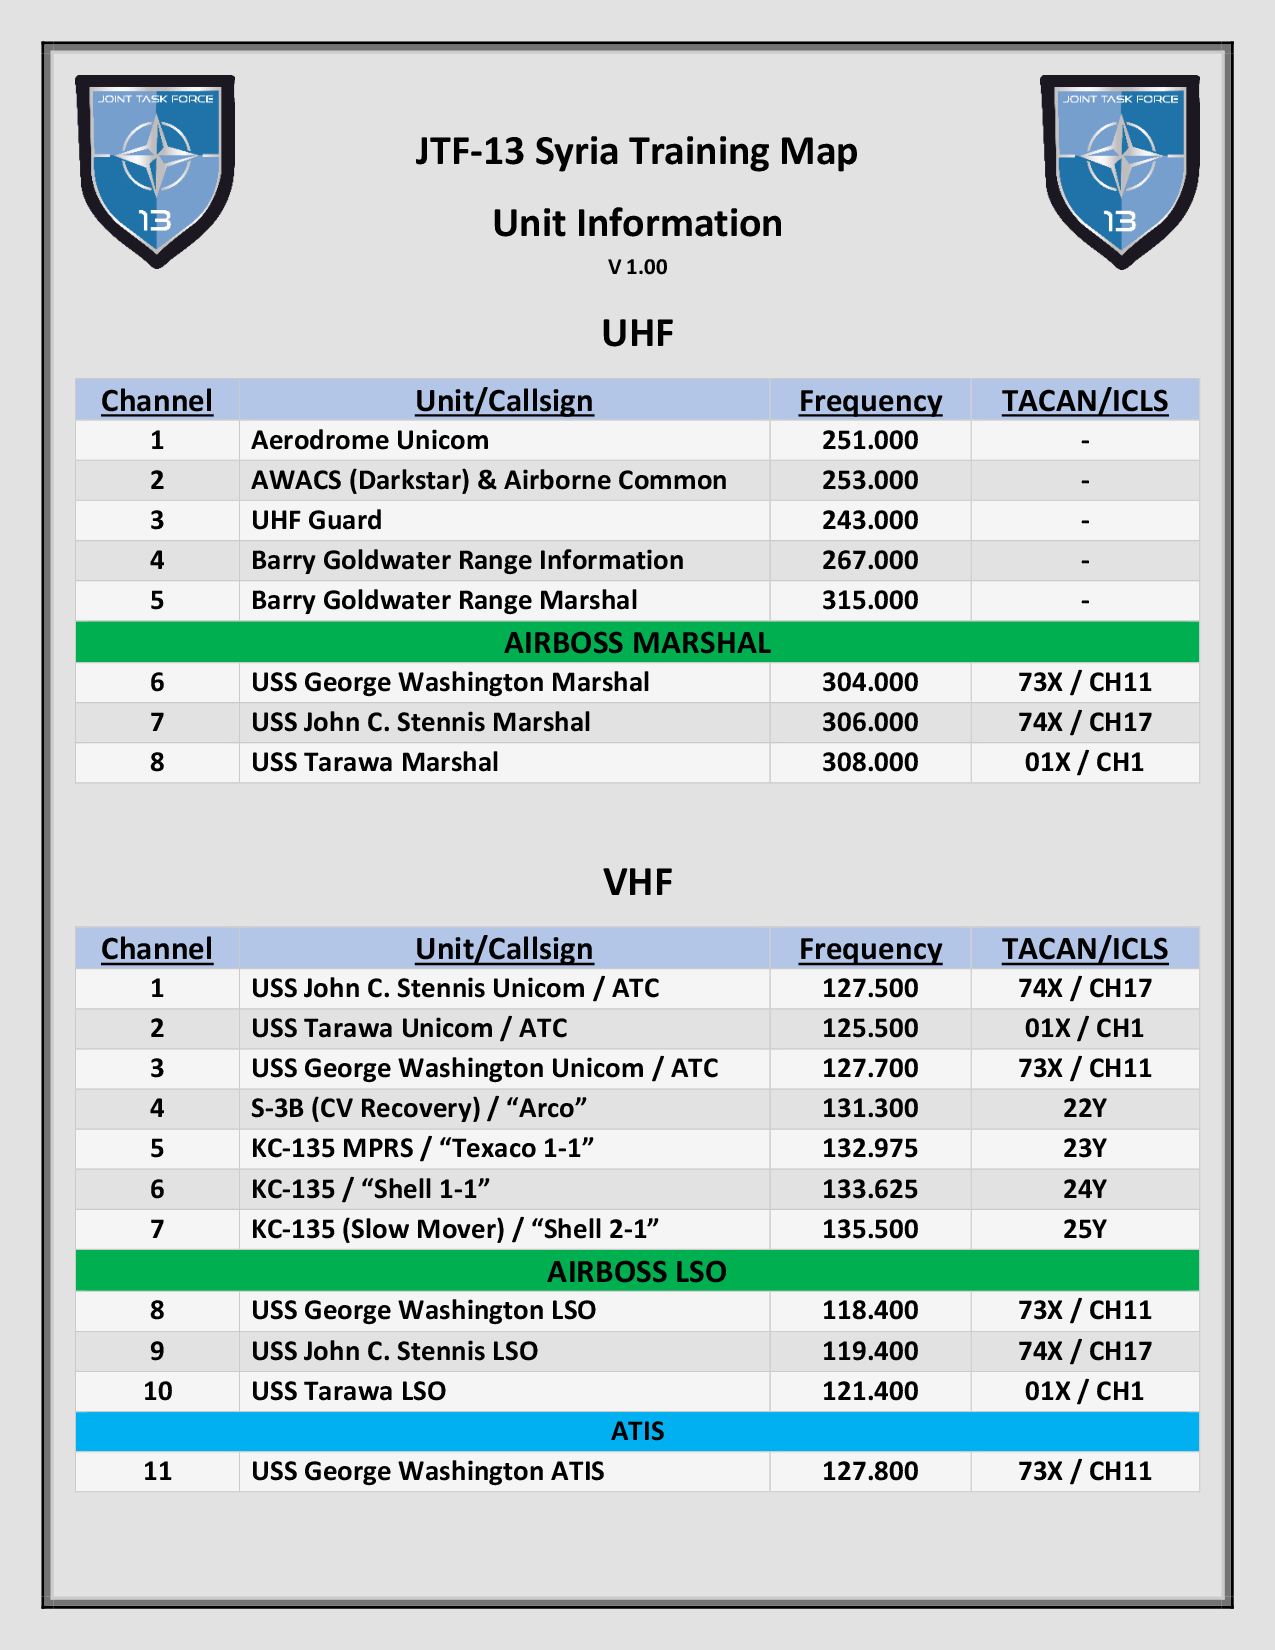 JOINT TASK FORCE
13
JOINT TASK FORCE
13
JTF-13 Syria Training Map
Unit Information
V 1.00
UHF
Channel Unit/Callsign Frequency TACAN/ICLS
1 Aerodrome Unicom 251.000 -
2 AWACS (Darkstar) & Airborne Common 253.000 -
3 UHF Guard 243.000 -
4 Barry Goldwater Range Information 267.000 -
5 Barry Goldwater Range Marshal 315.000 -
AIRBOSS MARSHAL
6 USS George Washington Marshal 304.000 73X / CH11
7 USS John C. Stennis Marshal 306.000 74X / CH17
8 USS Tarawa Marshal 308.000 01X / CH1
VHF
Channel Unit/Callsign Frequency TACAN/ICLS
1 USS John C. Stennis Unicom / ATC 127.500 74X / CH17
2 USS Tarawa Unicom / ATC 125.500 01X / CH1
3 USS George Washington Unicom / ATC 127.700 73X / CH11
4 S-3B (CV Recovery) / “Arco” 131.300 22Y
5 KC-135 MPRS / “Texaco 1-1” 132.975 23Y
6 KC-135 / “Shell 1-1” 133.625 24Y
7 KC-135 (Slow Mover) / “Shell 2-1” 135.500 25Y
AIRBOSS LSO
8 USS George Washington LSO 118.400 73X / CH11
9 USS John C. Stennis LSO 119.400 74X / CH17
10 USS Tarawa LSO 121.400 01X / CH1
ATIS
11 USS George Washington ATIS 127.800 73X / CH11